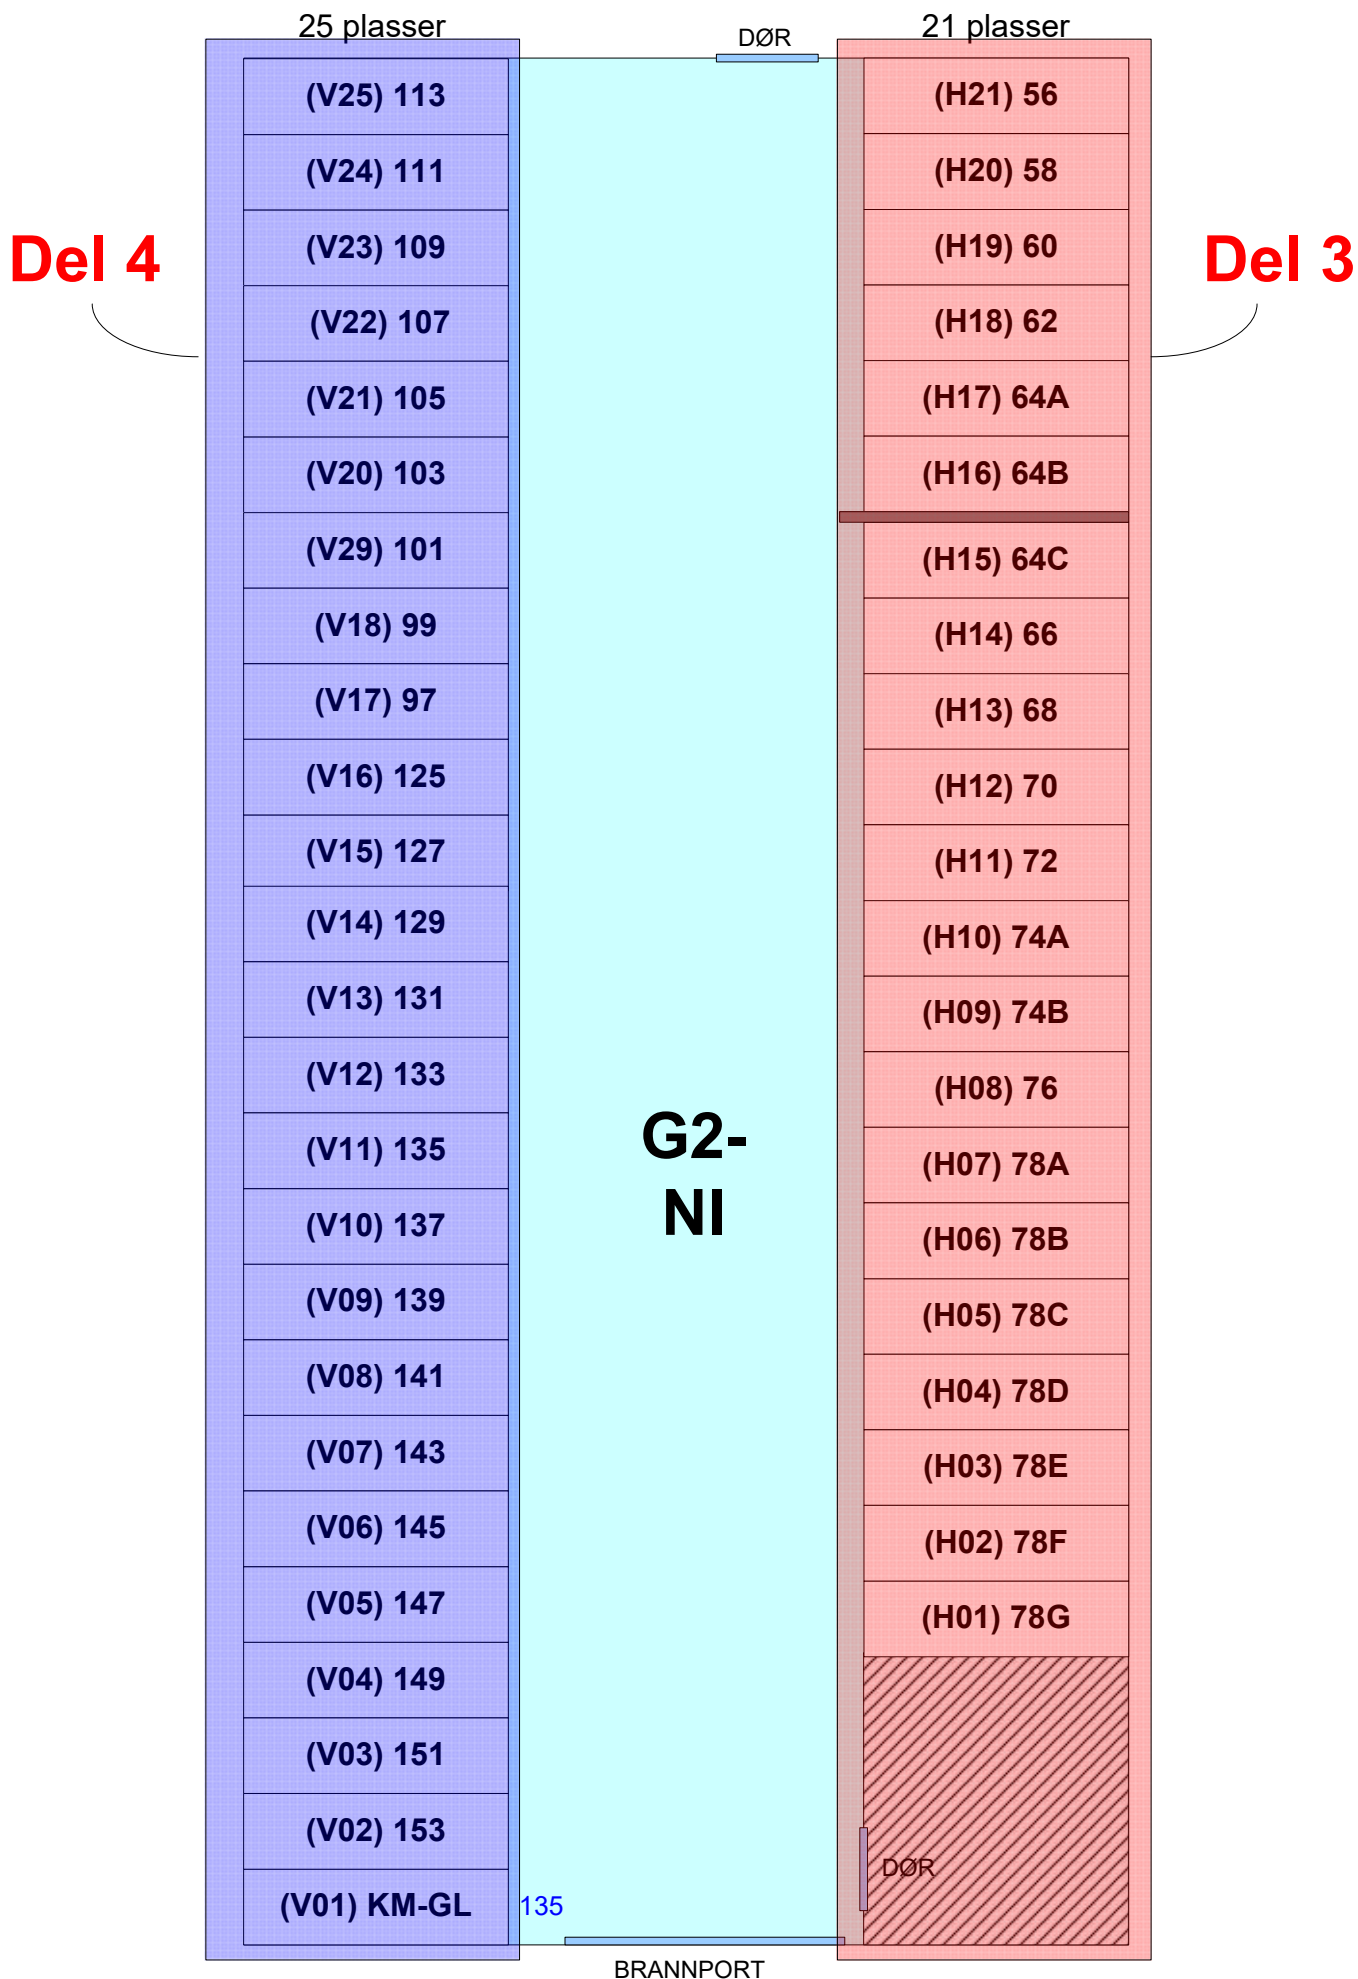 25 plasser
DØR
21 plasser
(V25) 113
(H21) 56
(V24) 111
(H20) 58
Del 4
(V23) 109
(H19) 60
Del 3
(V22) 107
(H18) 62
(V21) 105
(H17) 64A
(V20) 103
(H16) 64B
(V29) 101
(H15) 64C
(V18) 99
(H14) 66
(V17) 97
(H13) 68
(V16) 125
(H12) 70
(V15) 127
(H11) 72
(V14) 129
(H10) 74A
(V13) 131
(H09) 74B
(V12) 133
(H08) 76
(V11) 135
G2-
NI
(H07) 78A
(V10) 137
(H06) 78B
(V09) 139
(H05) 78C
(V08) 141
(H04) 78D
(V07) 143
(H03) 78E
(V06) 145
(H02) 78F
(V05) 147
(H01) 78G
(V04) 149
(V03) 151
(V02) 153
DØR
(V01) KM-GL
135
BRANNPORT